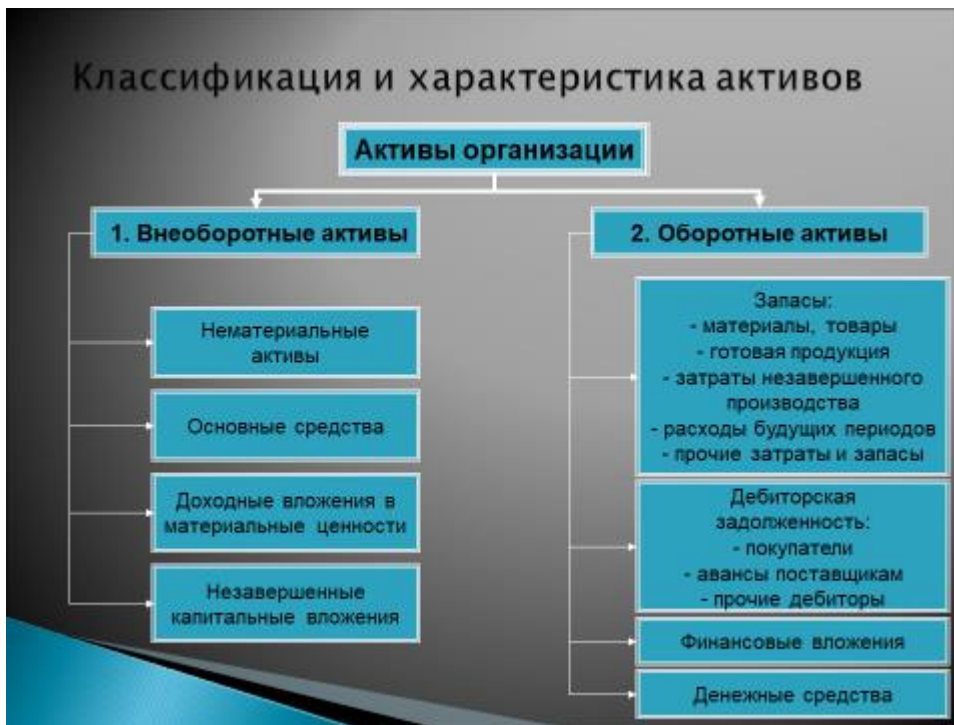 Классификация и характеристика активов
Активы организации
1. Внеоборотные активы
Нематериальные
активы
Основные средства
Доходные вложения в
материальные ценности
Незавершенные
капитальные вложения
2. Оборотные активы
Запасы:
- материалы, товары
- готовая продукция
- затраты незавершенного
производства
- расходы будущих периодов
- прочие затраты и запасы
Дебиторская
задолженность:
- покупатели
- авансы поставщикам
- прочие дебиторы
Финансовые вложения
Денежные средства